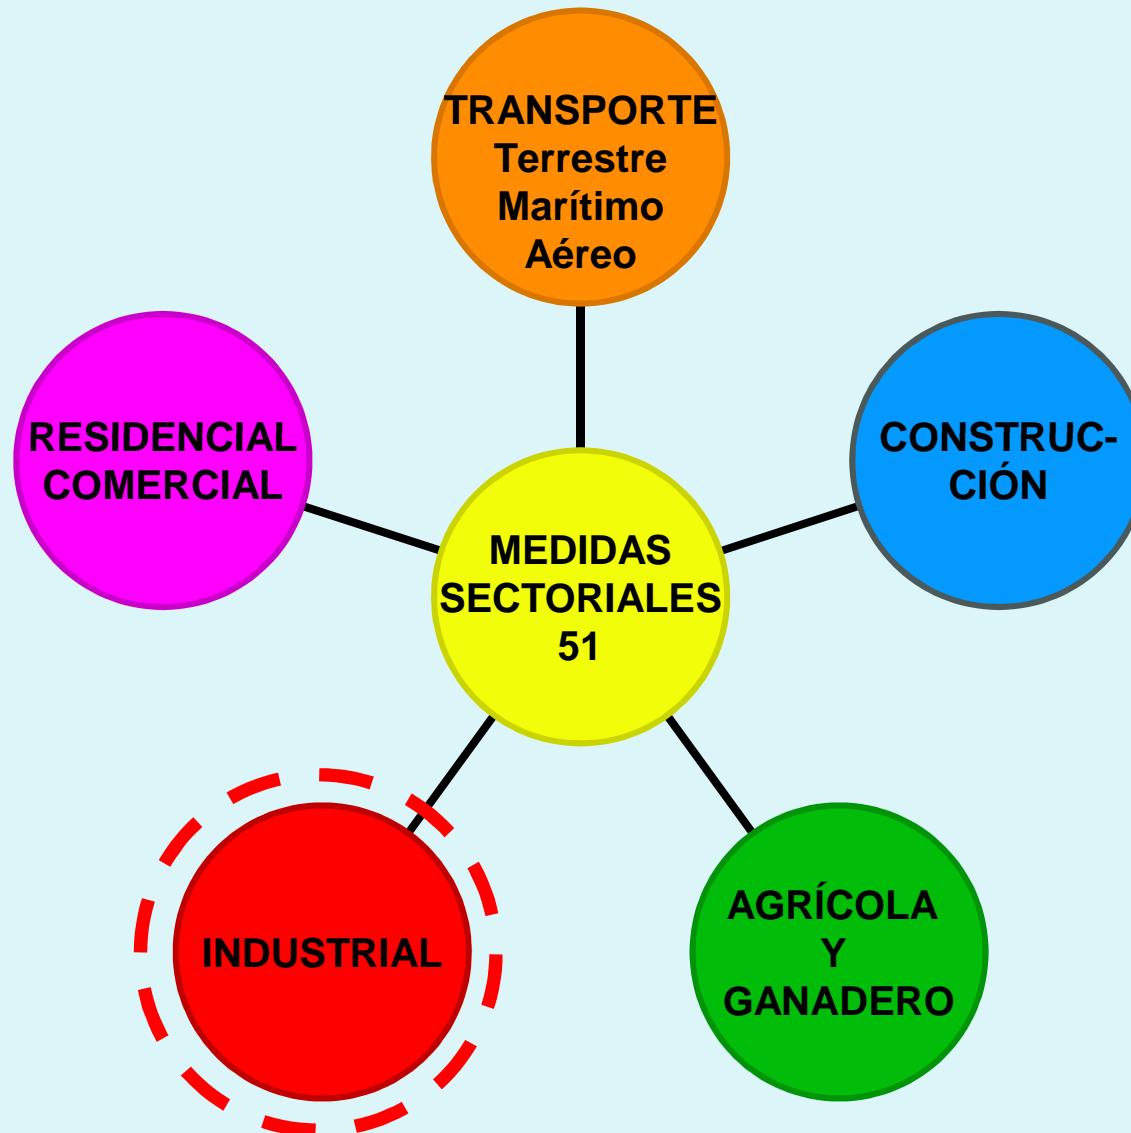 TRANSPORTE
Terrestre
Marítimo
Aéreo
RESIDENCIAL
COMERCIAL
CONSTRUC-
CIÓN
MEDIDAS
SECTORIALES
51
INDUSTRIAL
AGRÍCOLA
Y
GANADERO